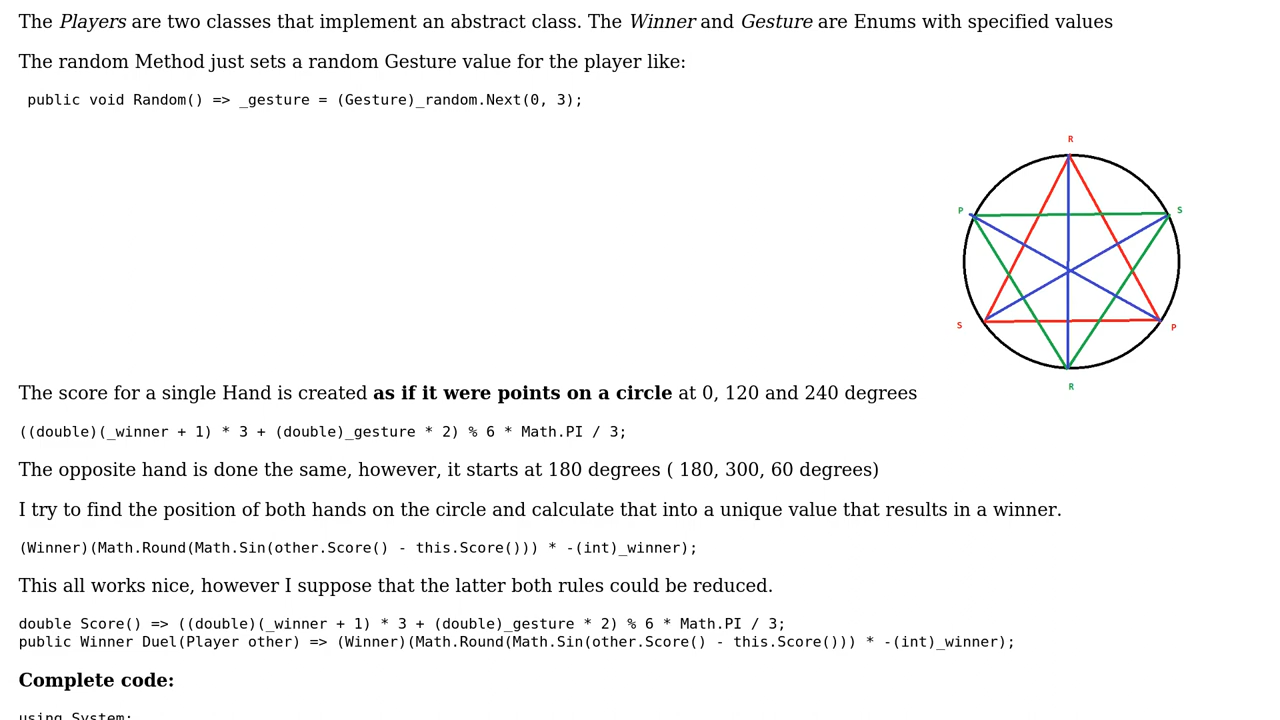 The Players are two classes that implement an abstract class. The Winner and Gesture are Enums with specified values
The random Method just sets a random Gesture value for the player like:
public void Random() => _gesture = (Gesture)_random.Next(0, 3);
R
P
S
S
P
R
The score for a single Hand is created as if it were points on a circle at 0, 120 and 240 degrees
((double)(_winner + 1) * 3 + (double)_gesture * 2) % 6 * Math.PI / 3;
The opposite hand is done the same, however, it starts at 180 degrees ( 180, 300, 60 degrees)
I try to find the position of both hands on the circle and calculate that into a unique value that results in a winner.
(Winner)(Math.Round(Math.Sin(other.Score() - this.Score())) * -(int)_winner);
This all works nice, however I suppose that the latter both rules could be reduced.
double Score() => ((double)(_winner + 1) * 3 + (double)_gesture * 2) % 6 * Math.PI / 3;
public Winner Duel(Player other) => (Winner)(Math.Round(Math.Sin(other.Score() - this.Score())) * -(int)_winner);
Complete code:
using System;